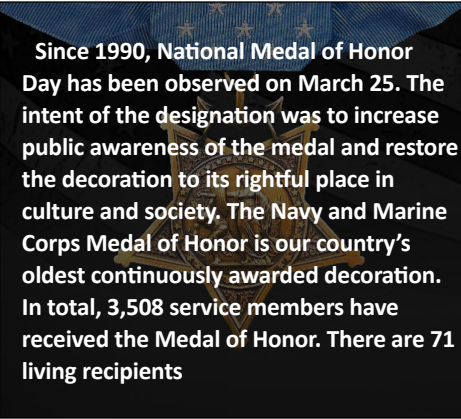 Since 1990, National Medal of Honor
Day has been observed on March 25. The
intent of the designation was to increase
public awareness of the medal and restore
the decoration to its rightful place in
culture and society. The Navy and Marine
Corps Medal of Honor is our country's
oldest continuously awarded decoration.
In total, 3,508 service members have
received the Medal of Honor. There are 71
living recipients